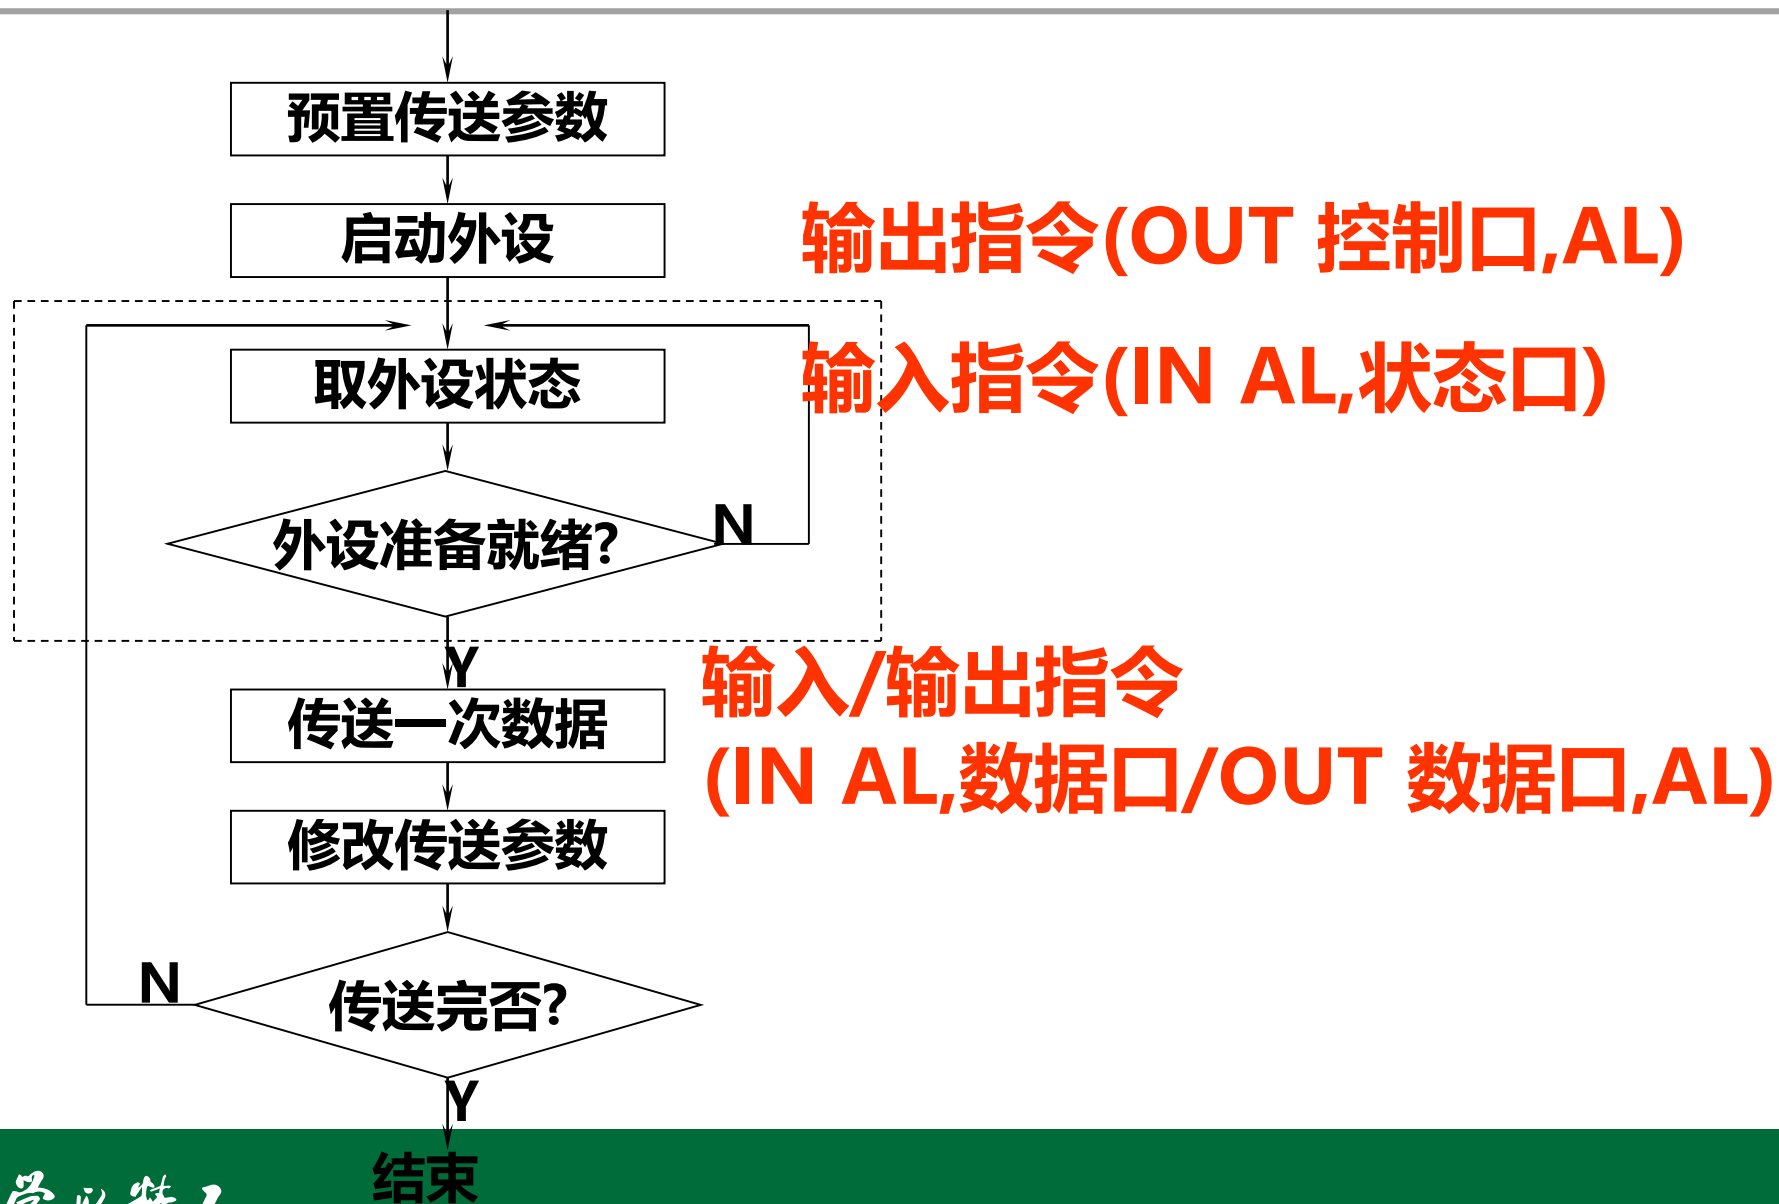 预置传送参数
启动外设
输出指令(OUT 控制口,AL)
取外设状态
输入指令(IN AL,状态口)
外设准备就绪?
N
Y
输入/输出指令
传送一次数据
(IN AL,数据口/OUT 数据口,AL)
修改传送参数
N
传送完否?
Y
结束